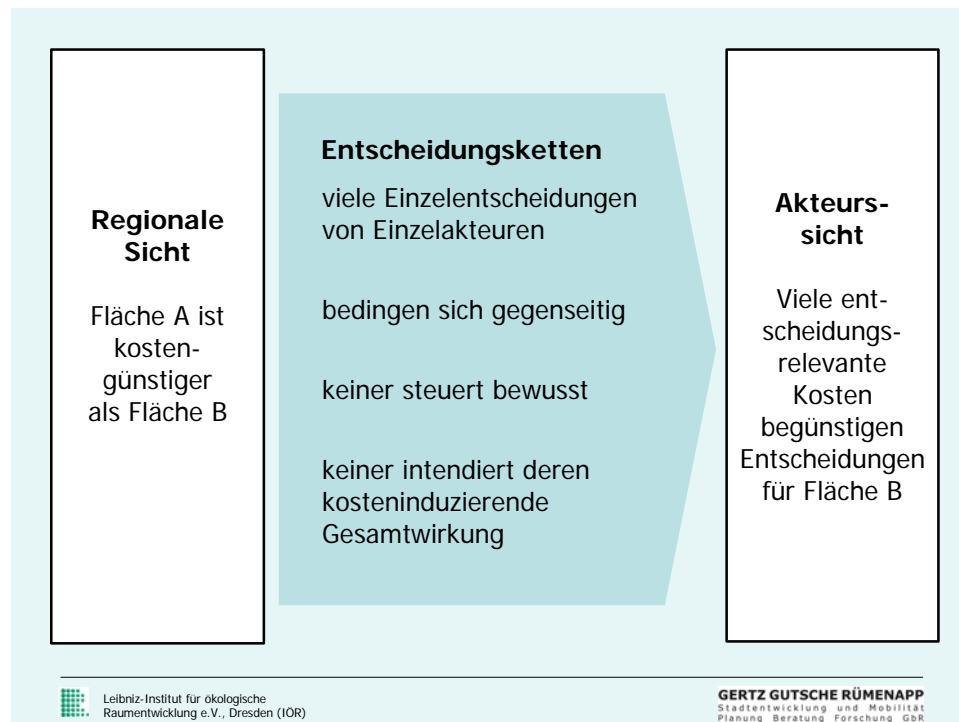 Regionale
Sicht
Fläche A ist
kosten-
günstiger
als Fläche B
Entscheidungsketten
viele Einzelentscheidungen
von Einzelakteuren
bedingen sich gegenseitig
keiner steuert bewusst
keiner intendiert deren
kosteninduzierende
Gesamtwirkung
Akteurs-
sicht
Viele ent-
scheidungs-
relevante
Kosten
begünstigen
Entscheidungen
für Fläche B
Leibniz-Institut für ökologische
Raumentwicklung e.V., Dresden (IÖR)
GERTZ GUTSCHE RÜMENAPP
Stadtentwicklung und Mobilität
Planung Beratung Forschung GbR